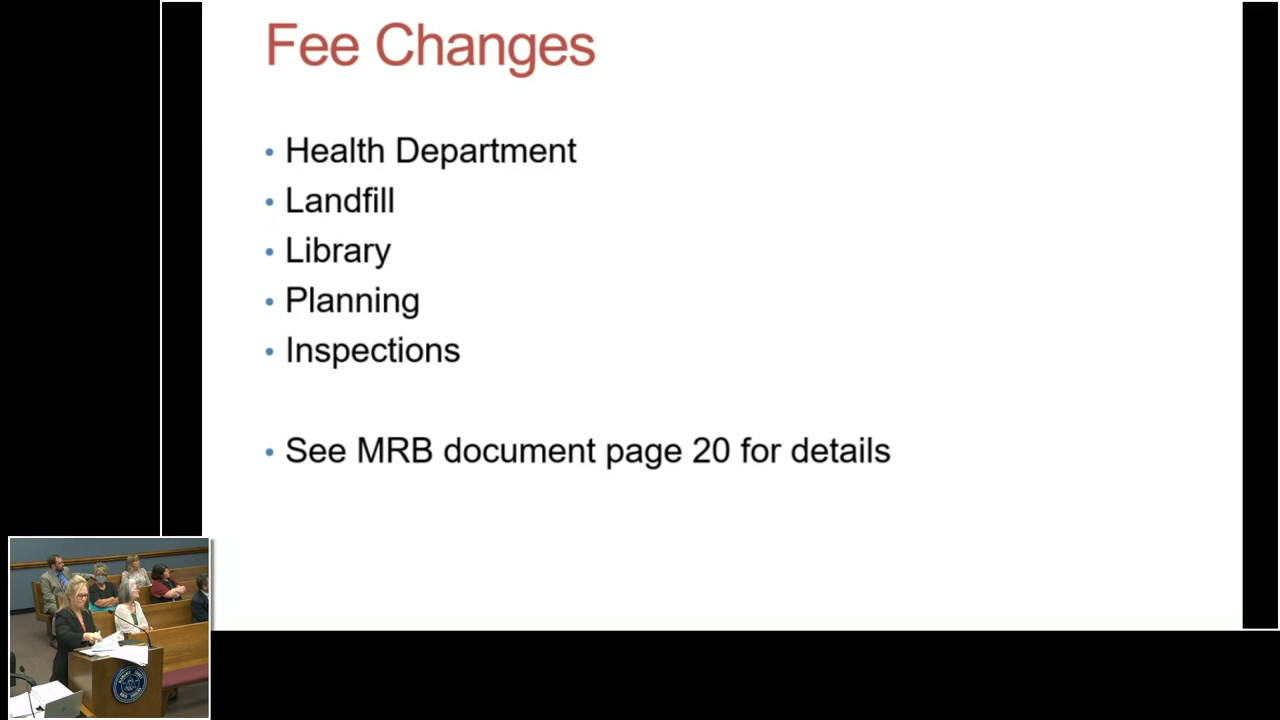 Fee Changes
• Health Department
• Landfill
• Library
• Planning
• Inspections
• See MRB document page 20 for details